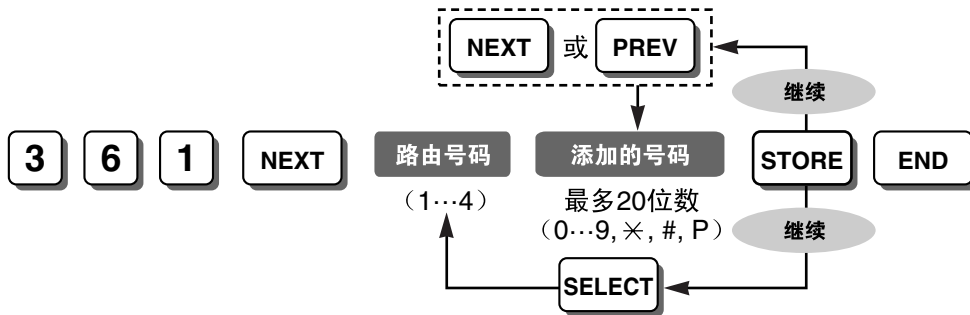 NEXT 或 PREV
继续
3 6 1 NEXT 路由号码 添加的号码 STORE END
（1…4） 最多20位数
（0…9, ✕, #, P）
继续
SELECT